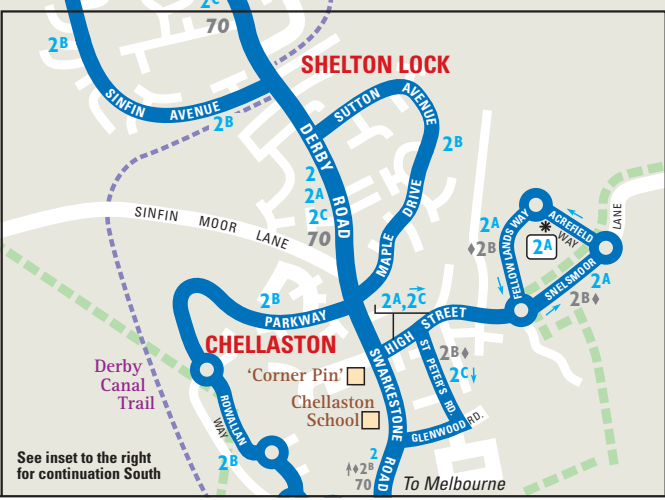 2C
70
2B
SHELTON LOCK
SINFIN AVENUE
2B
SUTTON AVENUE
2B
DERBY ROAD
2
2A
2C
70
MAPLE DRIVE
SINFIN MOOR LANE
2A
♦2B
FELLOW LANDS WAY
ACREFIELD WAY
* 2A
LANE
SNELSMOOR
2A
2B♦
2B
PARKWAY
2A, 2C →
HIGH STREET
CHELLASTON
'Corner Pin'
SWARKESTONE ROAD
ST PETER'S RD.
2B♦
2C↓
Derby
Canal
Trail
Chellaston
School
GLENWOOD RD.
ROWALLAN WAY
2B
2
↑♦2B
70
See inset to the right
for continuation South
To Melbourne